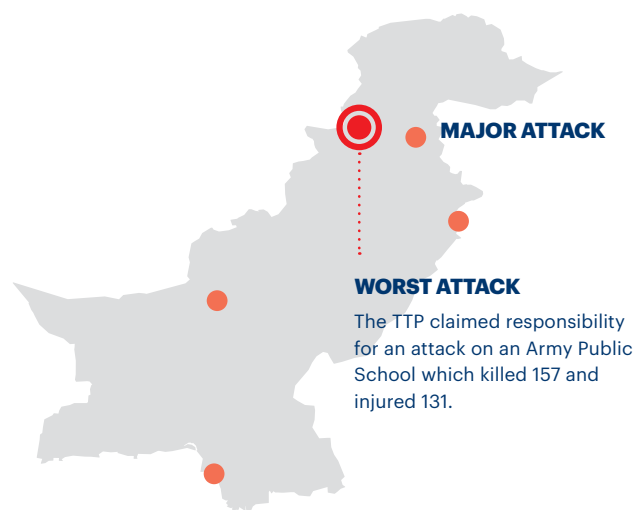 MAJOR ATTACK
WORST ATTACK
The TTP claimed responsibility
for an attack on an Army Public
School which killed 157 and
injured 131.